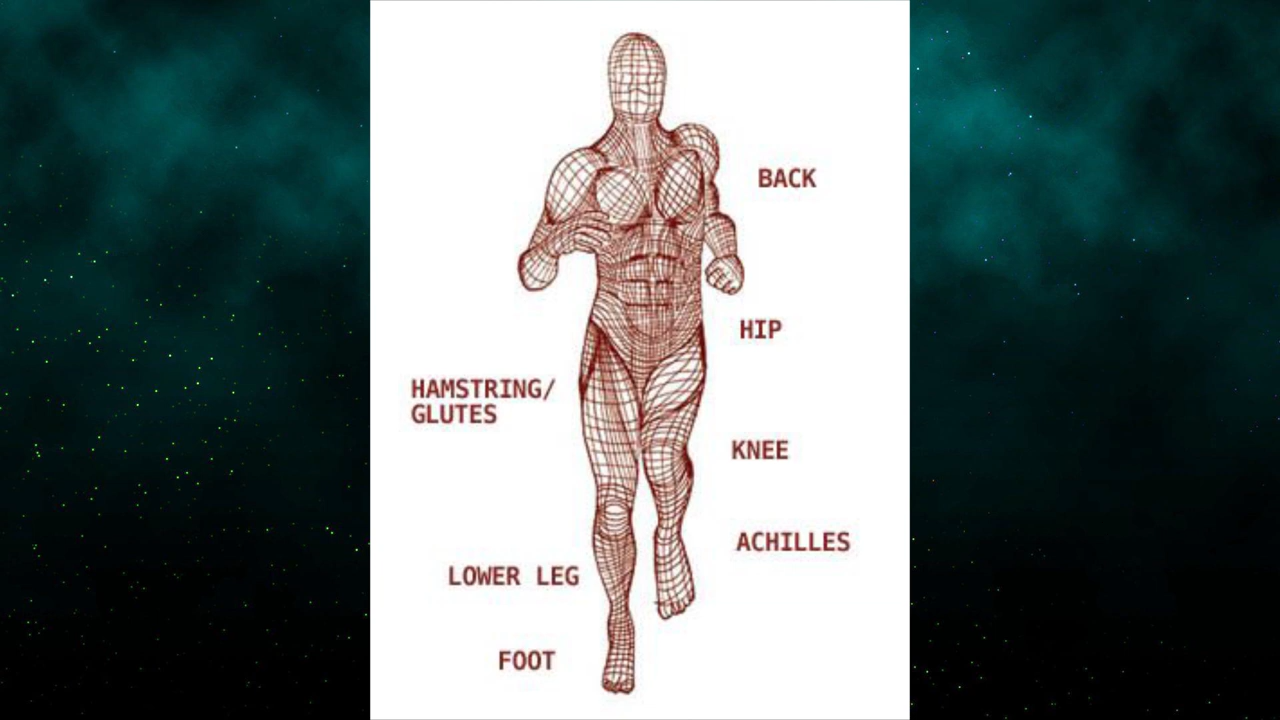 BACK
HIP
HAMSTRING/
GLUTES
KNEE
ACHILLES
LOWER LEG
FOOT